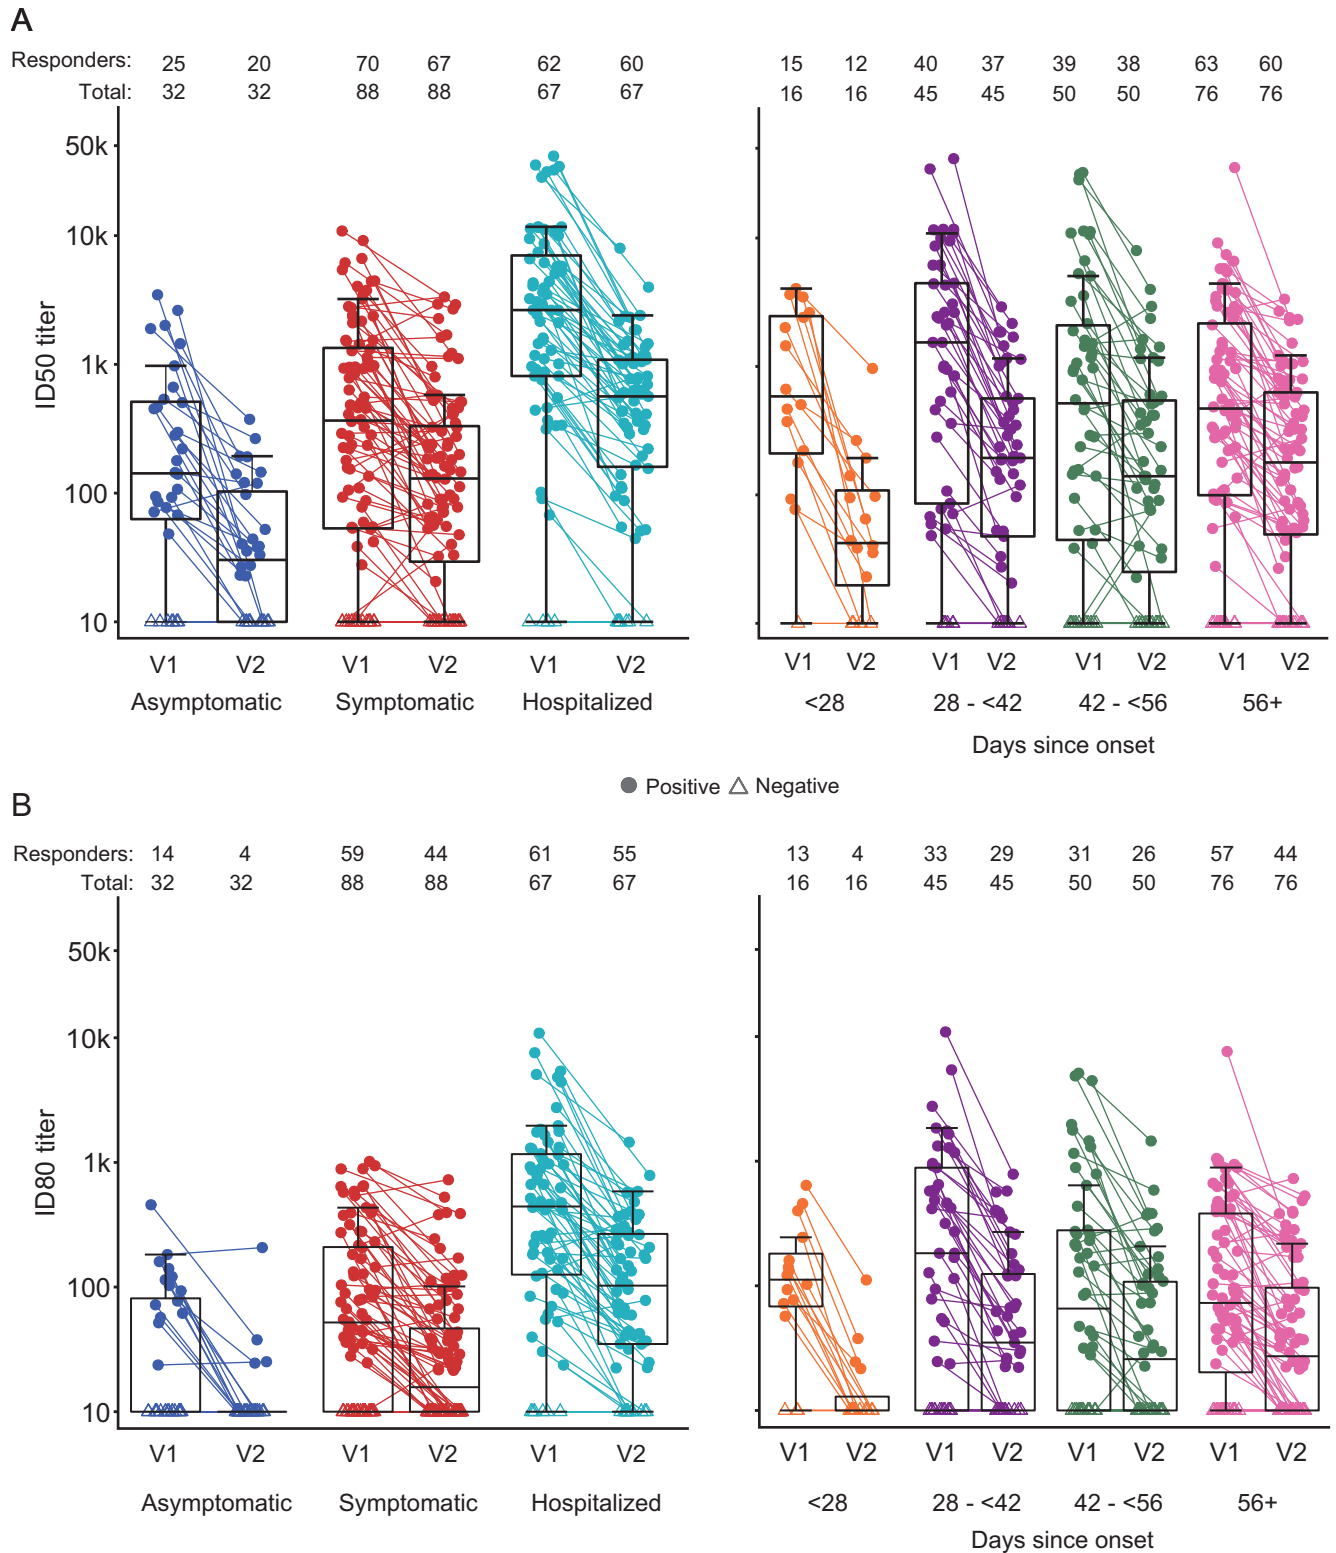 A
Responders: 25 20 70 67 62 60 15 12 40 37 39 38 63 60
Total: 32 32 88 88 67 67 16 16 45 45 50 50 76 76
50k
10k
1k
100
10
ID50 titer
V1 V2 V1 V2 V1 V2 V1 V2 V1 V2 V1 V2 V1 V2
Asymptomatic Symptomatic Hospitalized <28 28 - <42 42 - <56 56+
Days since onset
Positive Negative
B
Responders: 14 4 59 44 61 55 13 4 33 29 31 26 57 44
Total: 32 32 88 88 67 67 16 16 45 45 50 50 76 76
50k
10k
1k
100
10
ID80 titer
V1 V2 V1 V2 V1 V2 V1 V2 V1 V2 V1 V2 V1 V2
Asymptomatic Symptomatic Hospitalized <28 28 - <42 42 - <56 56+
Days since onset